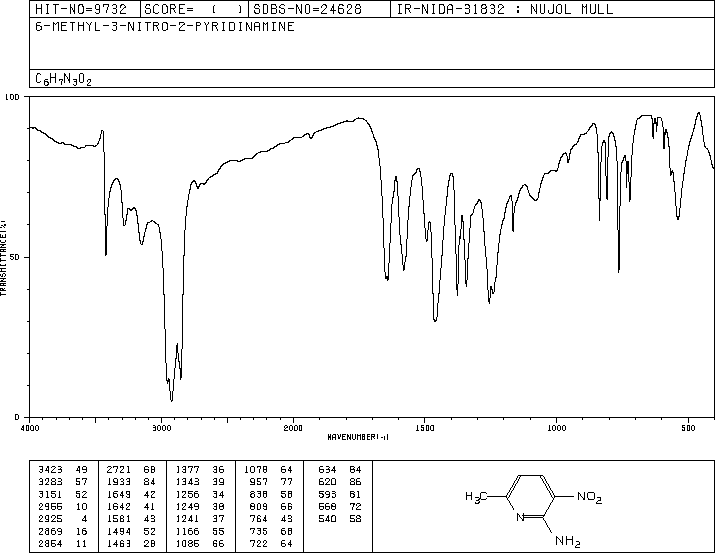 HIT-NO=9732 SCORE= ( ) SDBS-NO=24628 IR-NIDA-31832 : NUJOL MULL
6-METHYL-3-NITRO-2-PYRIDINAMINE
C6H7N3O2
100
50
0
TRANSMITTANCE(%)
4000 3000 2000 1500 1000 500
WAVENUMBER(-1)
3423 49 2721 68 1377 36 1078 64 634 84
3283 57 1933 84 1343 39 957 77 620 86
3151 52 1649 42 1256 34 838 58 593 81
2955 10 1642 41 1249 38 809 66 568 72
2925 4 1581 43 1241 37 764 43 540 58
2869 16 1494 52 1166 55 735 68
2854 11 1463 28 1085 66 722 64
H3C
NO2
N
NH2